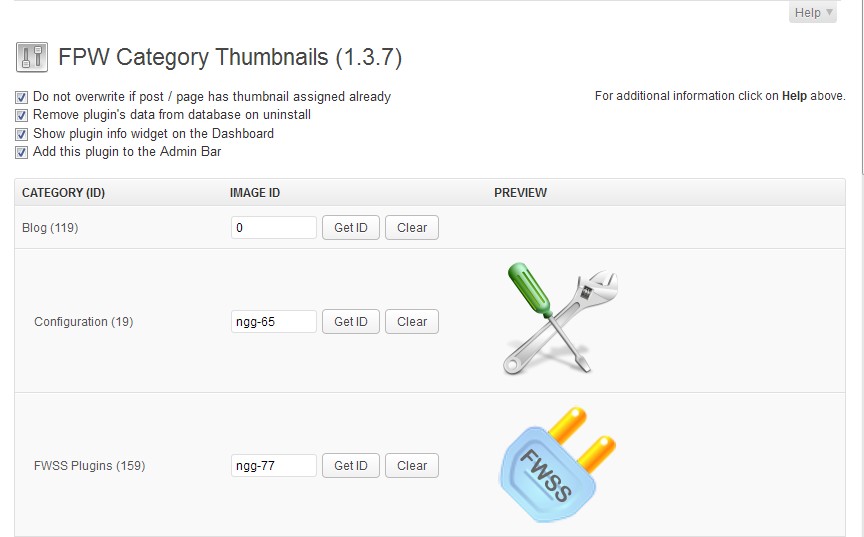 Help
FPW Category Thumbnails (1.3.7)
Do not overwrite if post / page has thumbnail assigned already
For additional information click on Help above.
Remove plugin's data from database on uninstall
Show plugin info widget on the Dashboard
Add this plugin to the Admin Bar
CATEGORY (ID) IMAGE ID PREVIEW
Blog (119) 0 Get ID Clear
Configuration (19) ngg-65 Get ID Clear
FWSS Plugins (159) ngg-77 Get ID Clear
FWSS